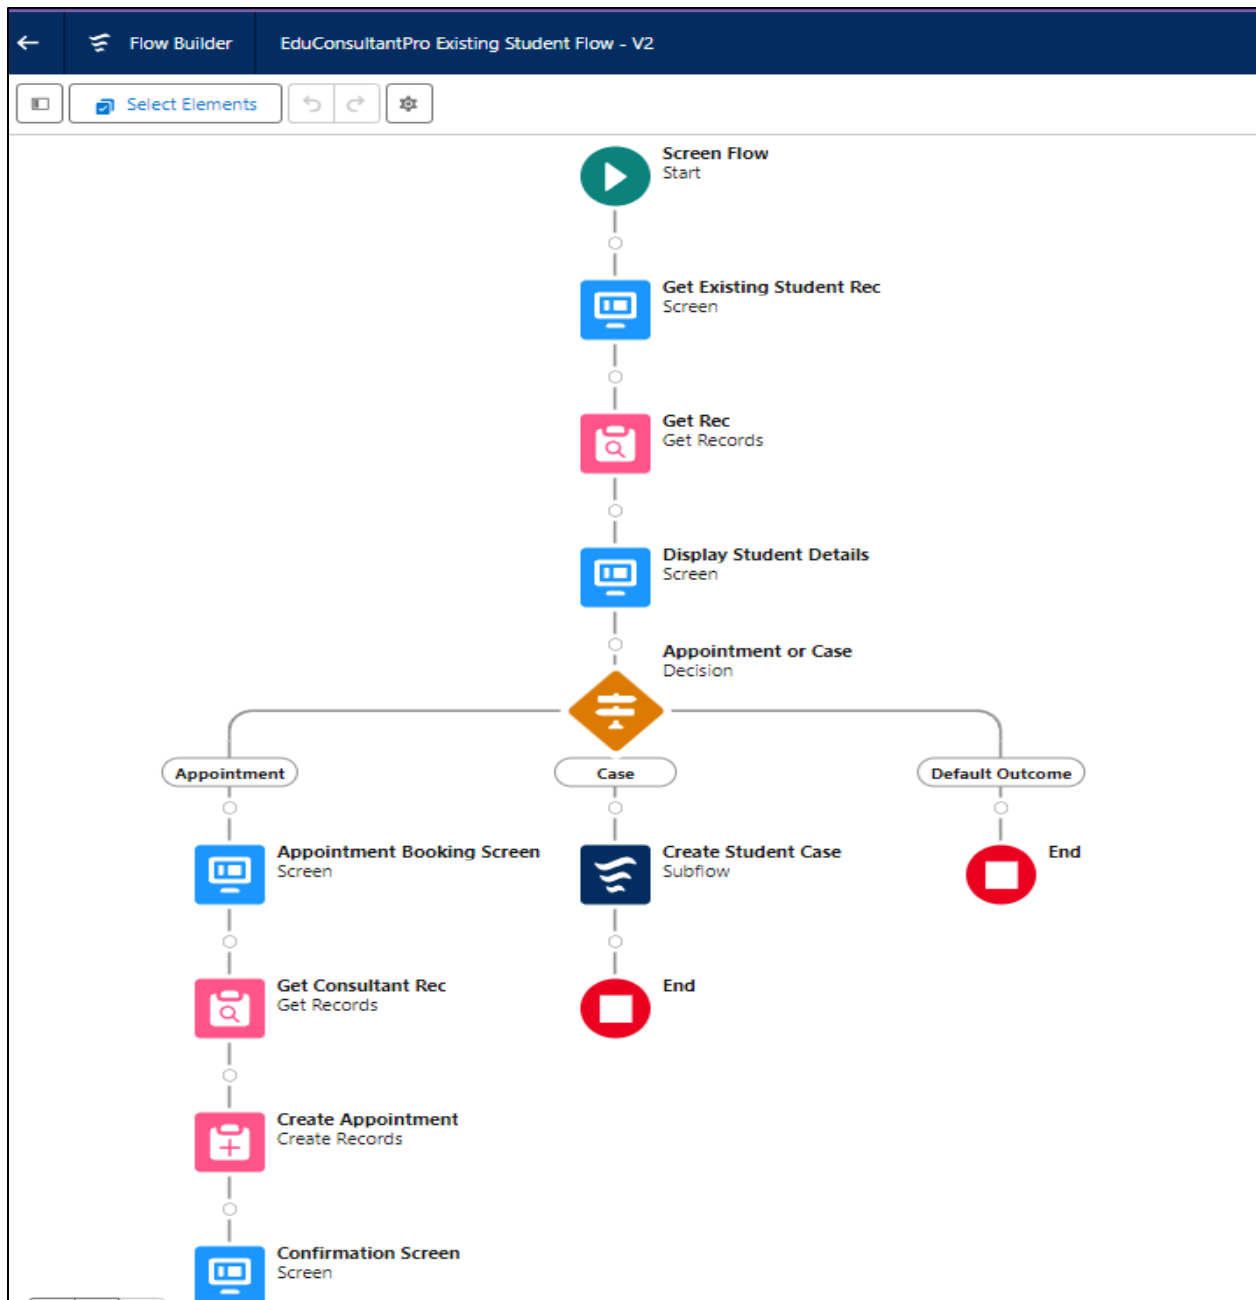 Flow Builder
EduConsultantPro Existing Student Flow - V2
Select Elements
Screen Flow
Start
Get Existing Student Rec
Screen
Get Rec
Get Records
Display Student Details
Screen
Appointment or Case
Decision
Appointment
Case
Default Outcome
Appointment Booking Screen
Screen
Create Student Case
Subflow
End
Get Consultant Rec
Get Records
End
Create Appointment
Create Records
Confirmation Screen
Screen